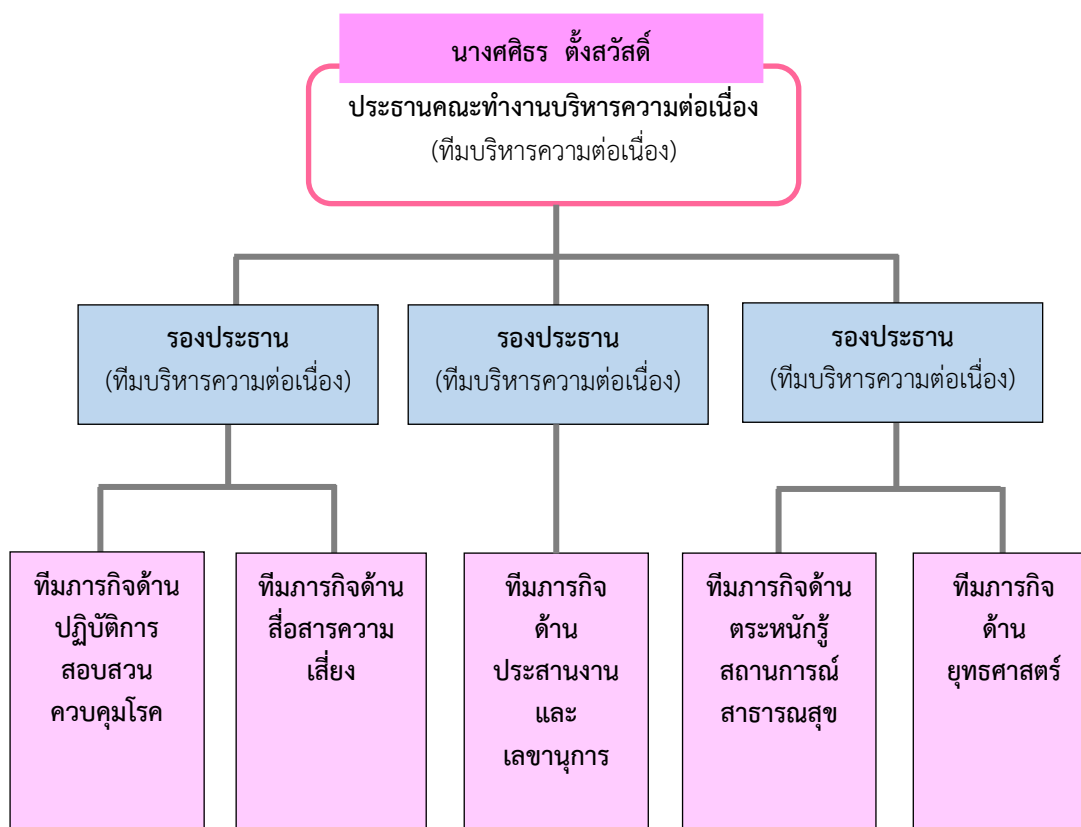 นางศศิธร ตั้งสวัสดิ์
ประธานคณะทำงานบริหารความต่อเนื่อง
(ทีมบริหารความต่อเนื่อง)
รองประธาน
(ทีมบริหารความต่อเนื่อง)
รองประธาน
(ทีมบริหารความต่อเนื่อง)
รองประธาน
(ทีมบริหารความต่อเนื่อง)
ทีมภารกิจด้าน
ปฏิบัติการ
สอบสวน
ควบคุมโรค
ทีมภารกิจด้าน
สื่อสารความ
เสี่ยง
ทีมภารกิจ
ด้าน
ประสานงาน
และ
เลขานุการ
ทีมภารกิจด้าน
ตระหนักรู้
สถานการณ์
สาธารณสุข
ทีมภารกิจ
ด้าน
ยุทธศาสตร์